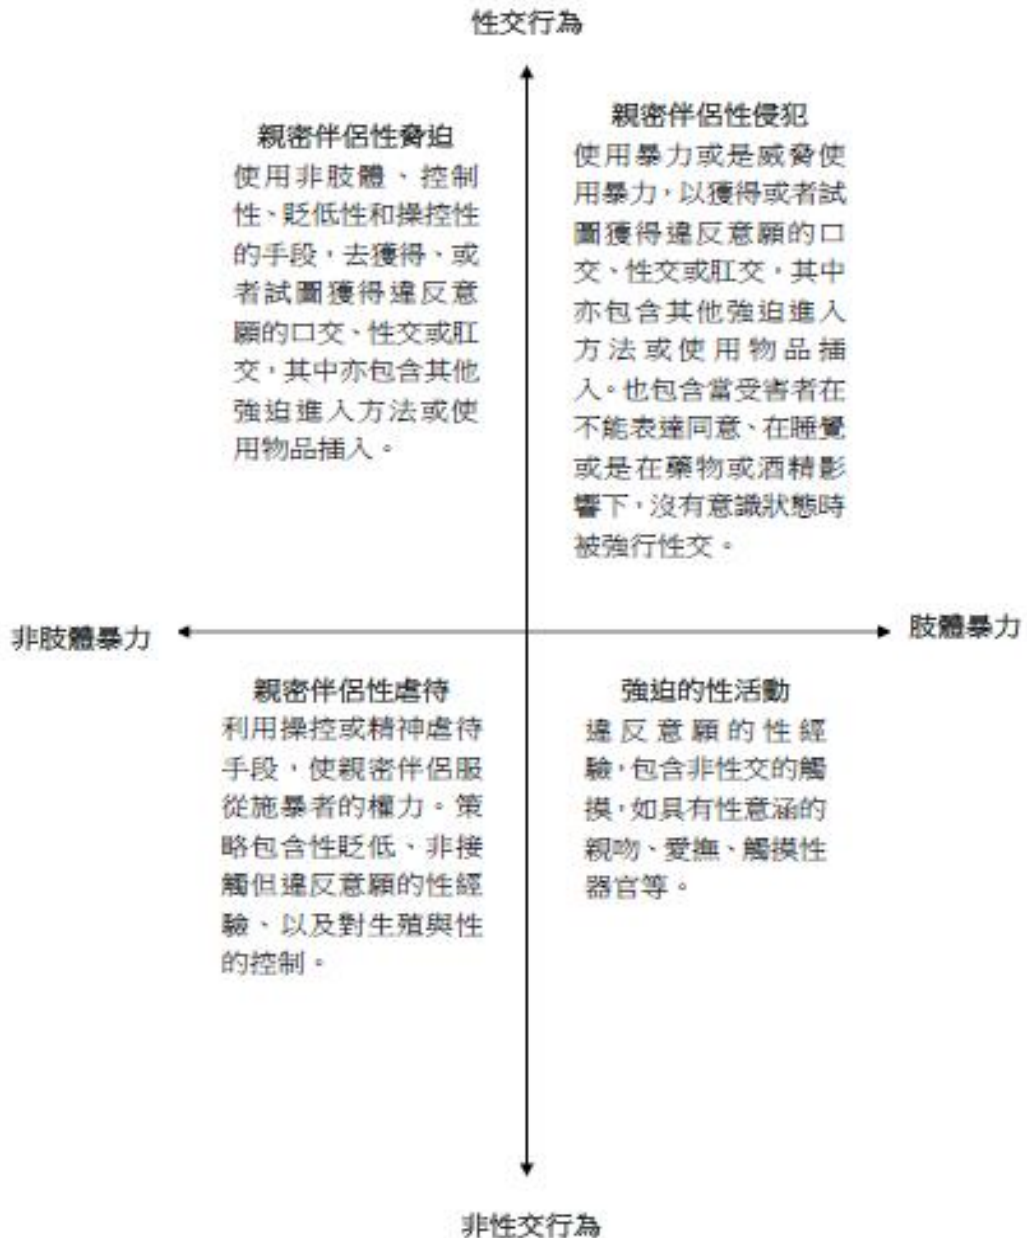 性交行為
親密伴侶性脅迫
使用非肢體、控制
性、貶低性和操控性
的手段，去獲得、或
者試圖獲得違反意
願的口交、性交或肛
交，其中亦包含其他
強迫進入方法或使
用物品插入。
親密伴侶性侵犯
使用暴力或是威脅使
用暴力，以獲得或者試
圖獲得違反意願的口
交、性交或肛交，其中
亦包含其他強迫進入
方法或使用物品插
入。也包含當受害者在
不能表達同意、在睡覺
或是在藥物或酒精影
響下，沒有意識狀態時
被強行性交。
非肢體暴力
肢體暴力
親密伴侶性虐待
利用操控或精神虐待
手段，使親密伴侶服
從施暴者的權力。策
略包含性貶低、非接
觸但違反意願的性經
驗、以及對生殖與性
的控制。
強迫的性活動
違反意願的性經
驗，包含非性交的觸
摸，如具有性意涵的
親吻、愛撫、觸摸性
器官等。
非性交行為